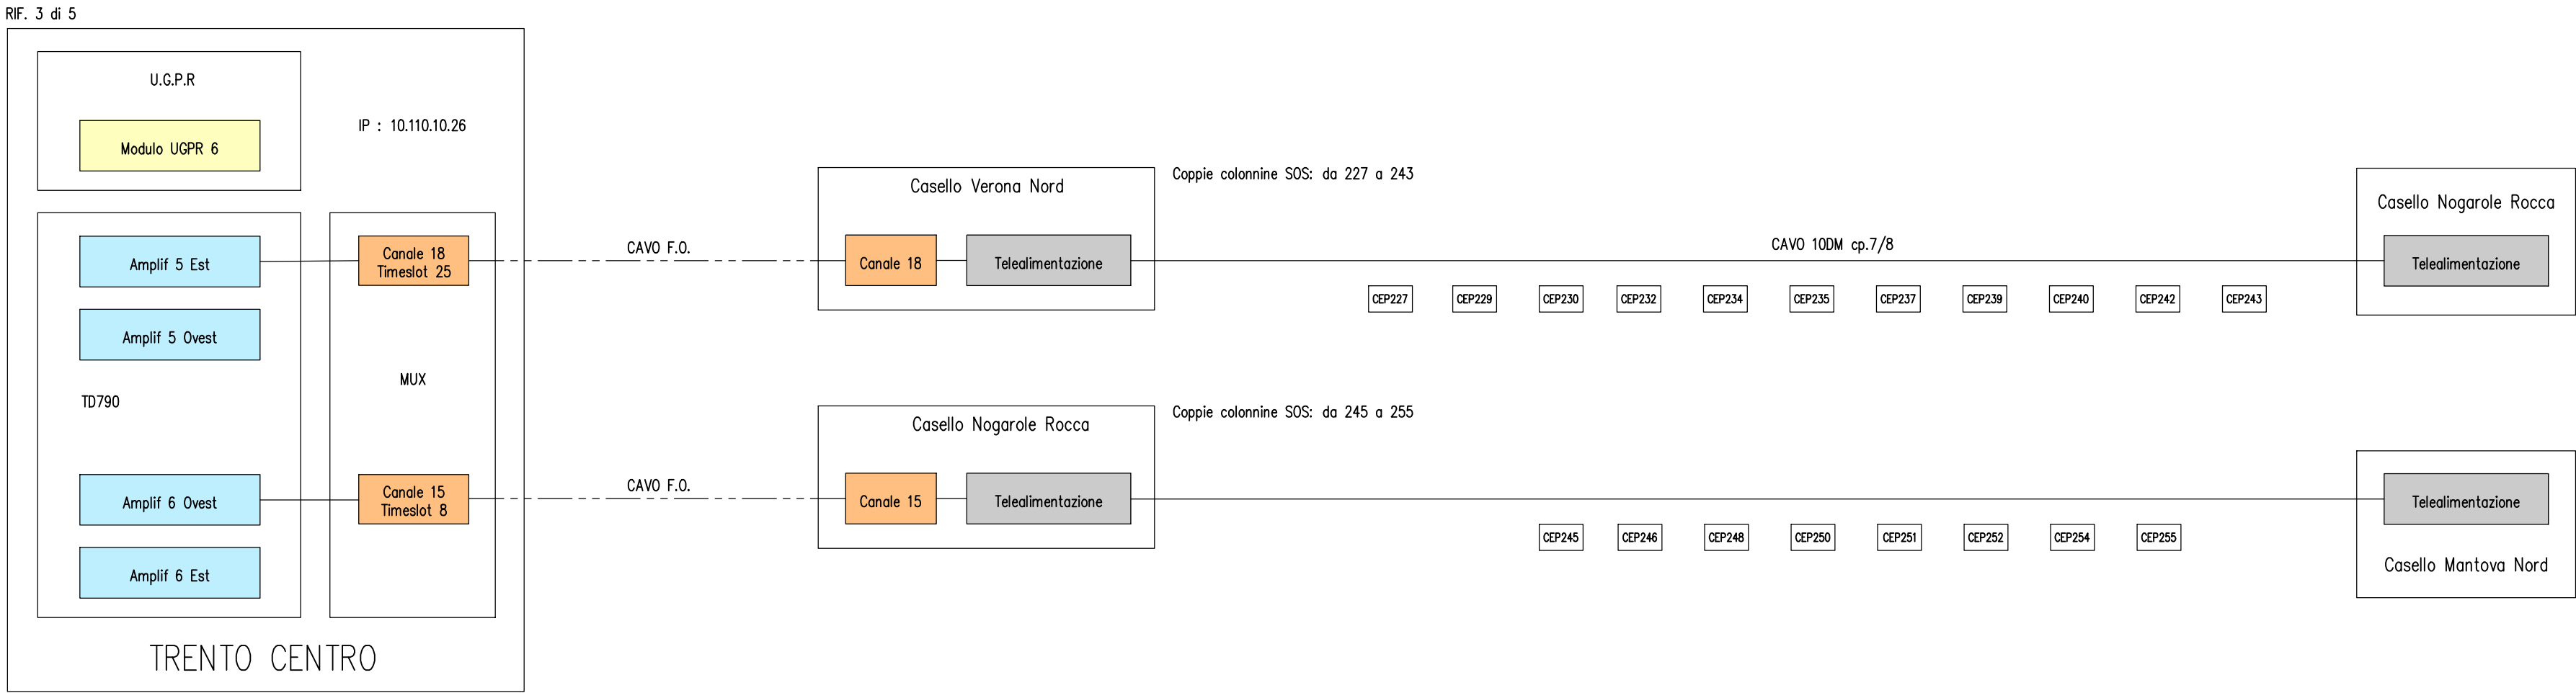 RIF. 3 di 5
U.G.P.R
Modulo UGPR 6
IP : 10.110.10.26
Amplif 5 Est
Amplif 5 Ovest
TD790
Amplif 6 Ovest
Amplif 6 Est
Canale 18
Timeslot 25
MUX
Canale 15
Timeslot 8
TRENTO CENTRO
CAVO F.O.
Casello Verona Nord
Canale 18
Telealimentazione
Coppie colonnine SOS: da 227 a 243
CAVO 10DM cp.7/8
CEP227
CEP229
CEP230
CEP232
CEP234
CEP235
CEP237
CEP239
CEP240
CEP242
CEP243
Casello Nogarole Rocca
Telealimentazione
CAVO F.O.
Casello Nogarole Rocca
Canale 15
Telealimentazione
Coppie colonnine SOS: da 245 a 255
CEP245
CEP246
CEP248
CEP250
CEP251
CEP252
CEP254
CEP255
Telealimentazione
Casello Mantova Nord